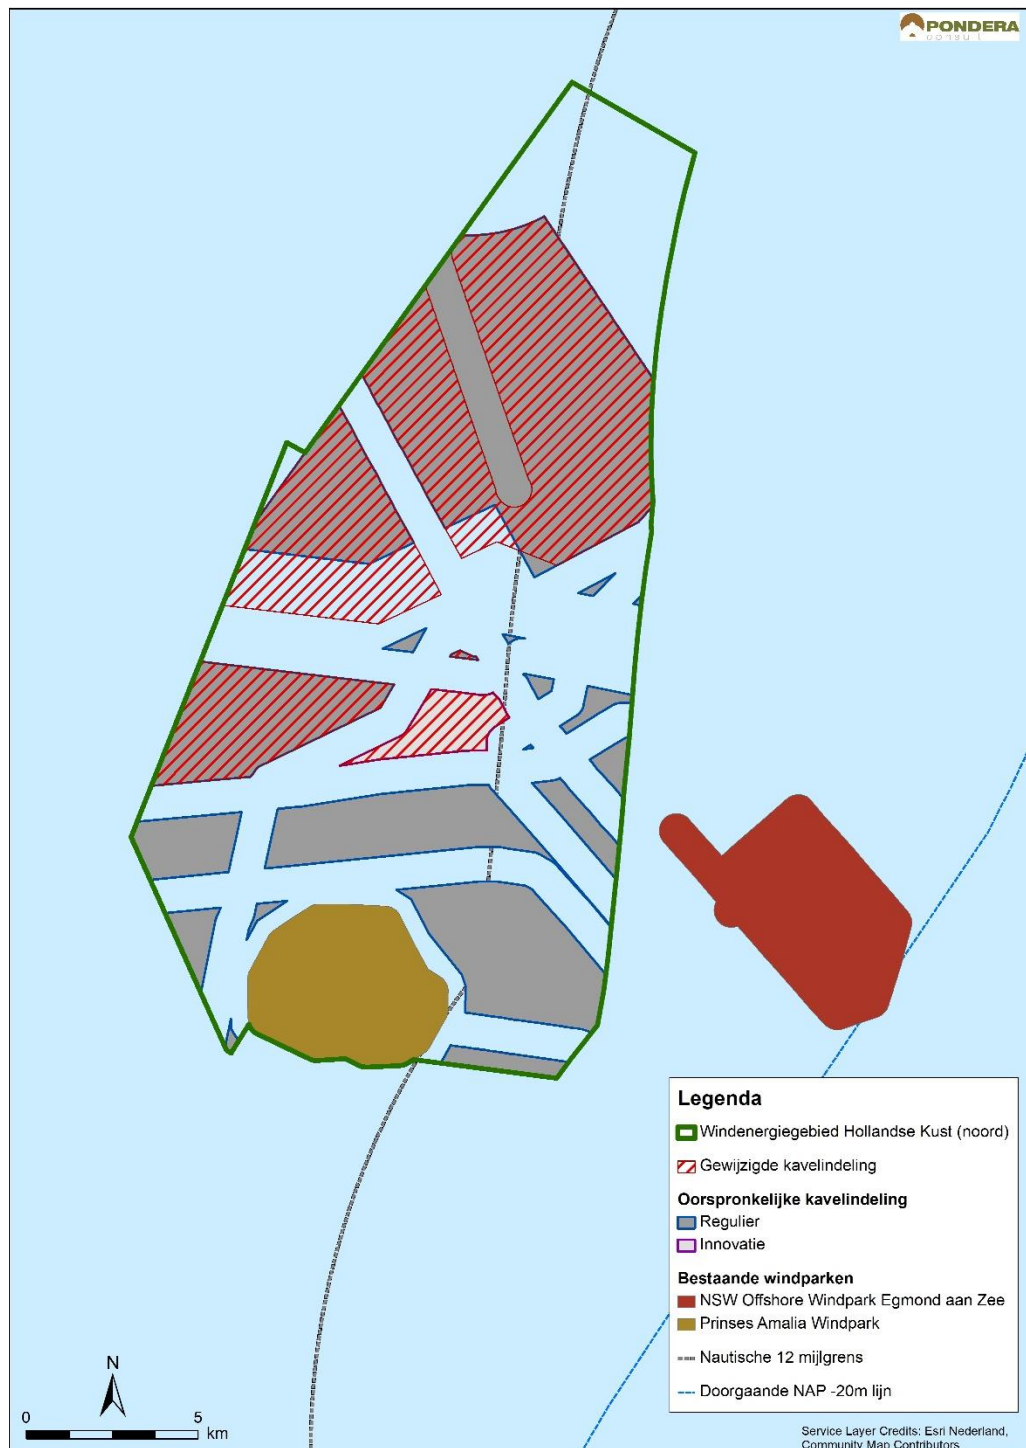 PONDERA
consult
Legenda
Windenergiegebied Hollandse Kust (noord)
Gewijzigde kavelindeling
Oorspronkelijke kavelindeling
Regulier
Innovatie
Bestaande windparken
NSW Offshore Windpark Egmond aan Zee
Prinses Amalia Windpark
Nautische 12 mijlgrens
Doorgaande NAP -20m lijn
N
0 5
km
Service Layer Credits: Esri Nederland,
Community Map Contributors